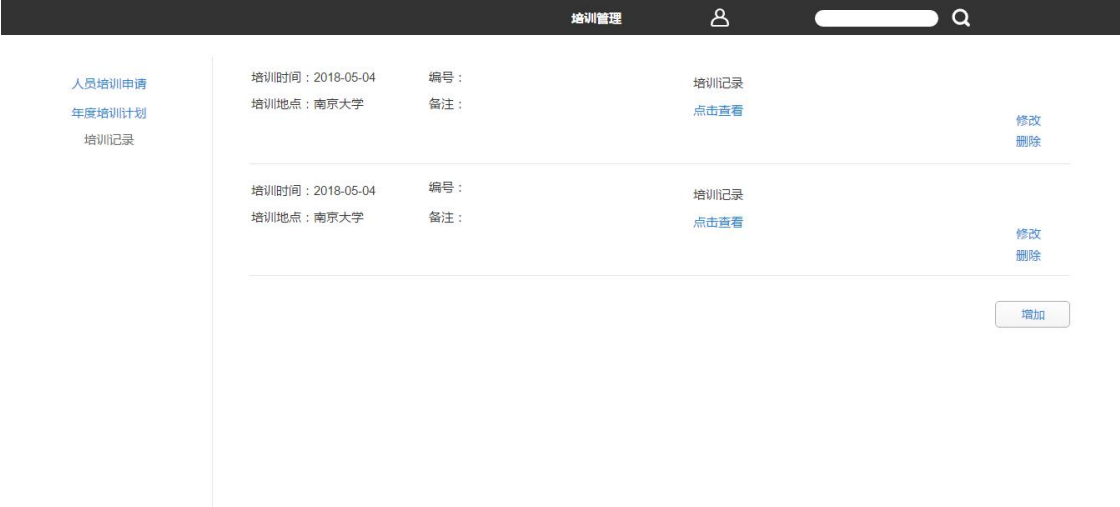 培训管理
人员培训申请
年度培训计划
培训记录
培训时间：2018-05-04 编号： 培训记录
培训地点：南京大学 备注： 点击查看
修改
删除
培训时间：2018-05-04 编号： 培训记录
培训地点：南京大学 备注： 点击查看
修改
删除
增加